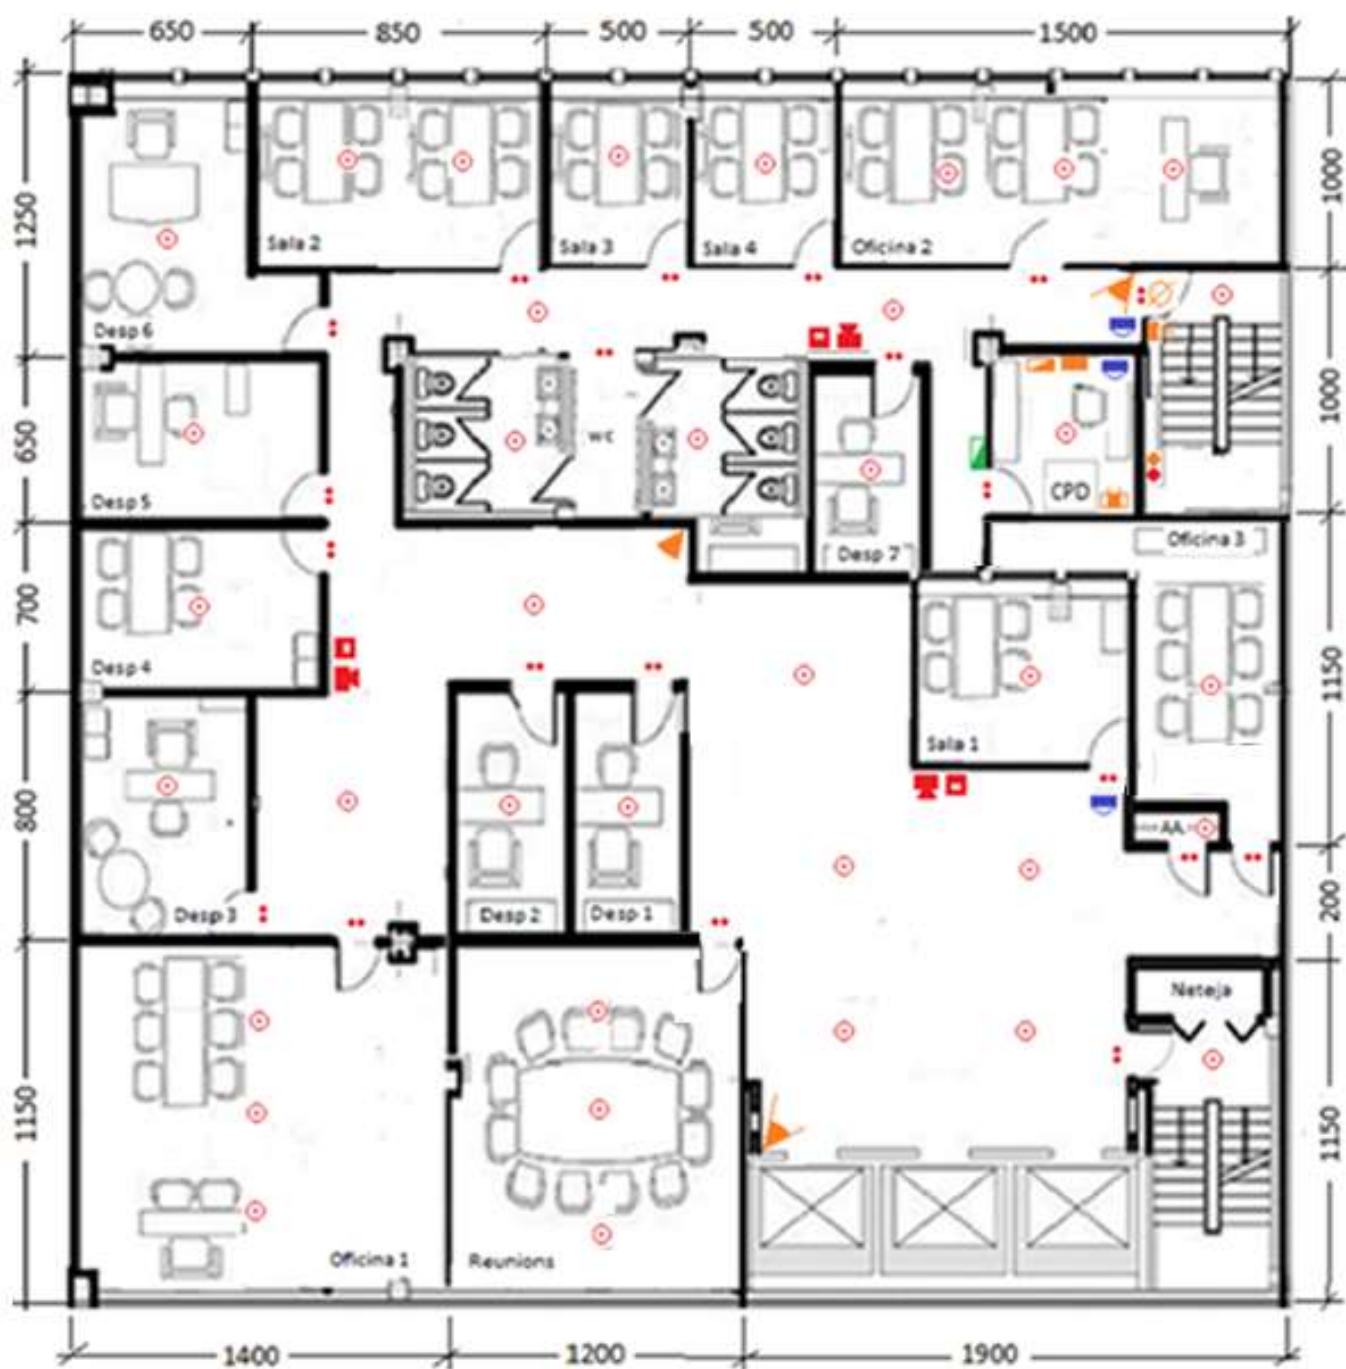 650 850 500 500 1500
1250
1000
Sala 2
Sala 3
Sala 4
Oficina 2
Desp 6
650
wc
1000
Desp 5
CPD
Desp 7
Oficina 3
700
Desp 4
1150
Sala 1
800
AA.
Desp 3
Desp 2
Desp 1
200
Neteja
1150
1150
Oficina 1
Reunions
1400 1200 1900